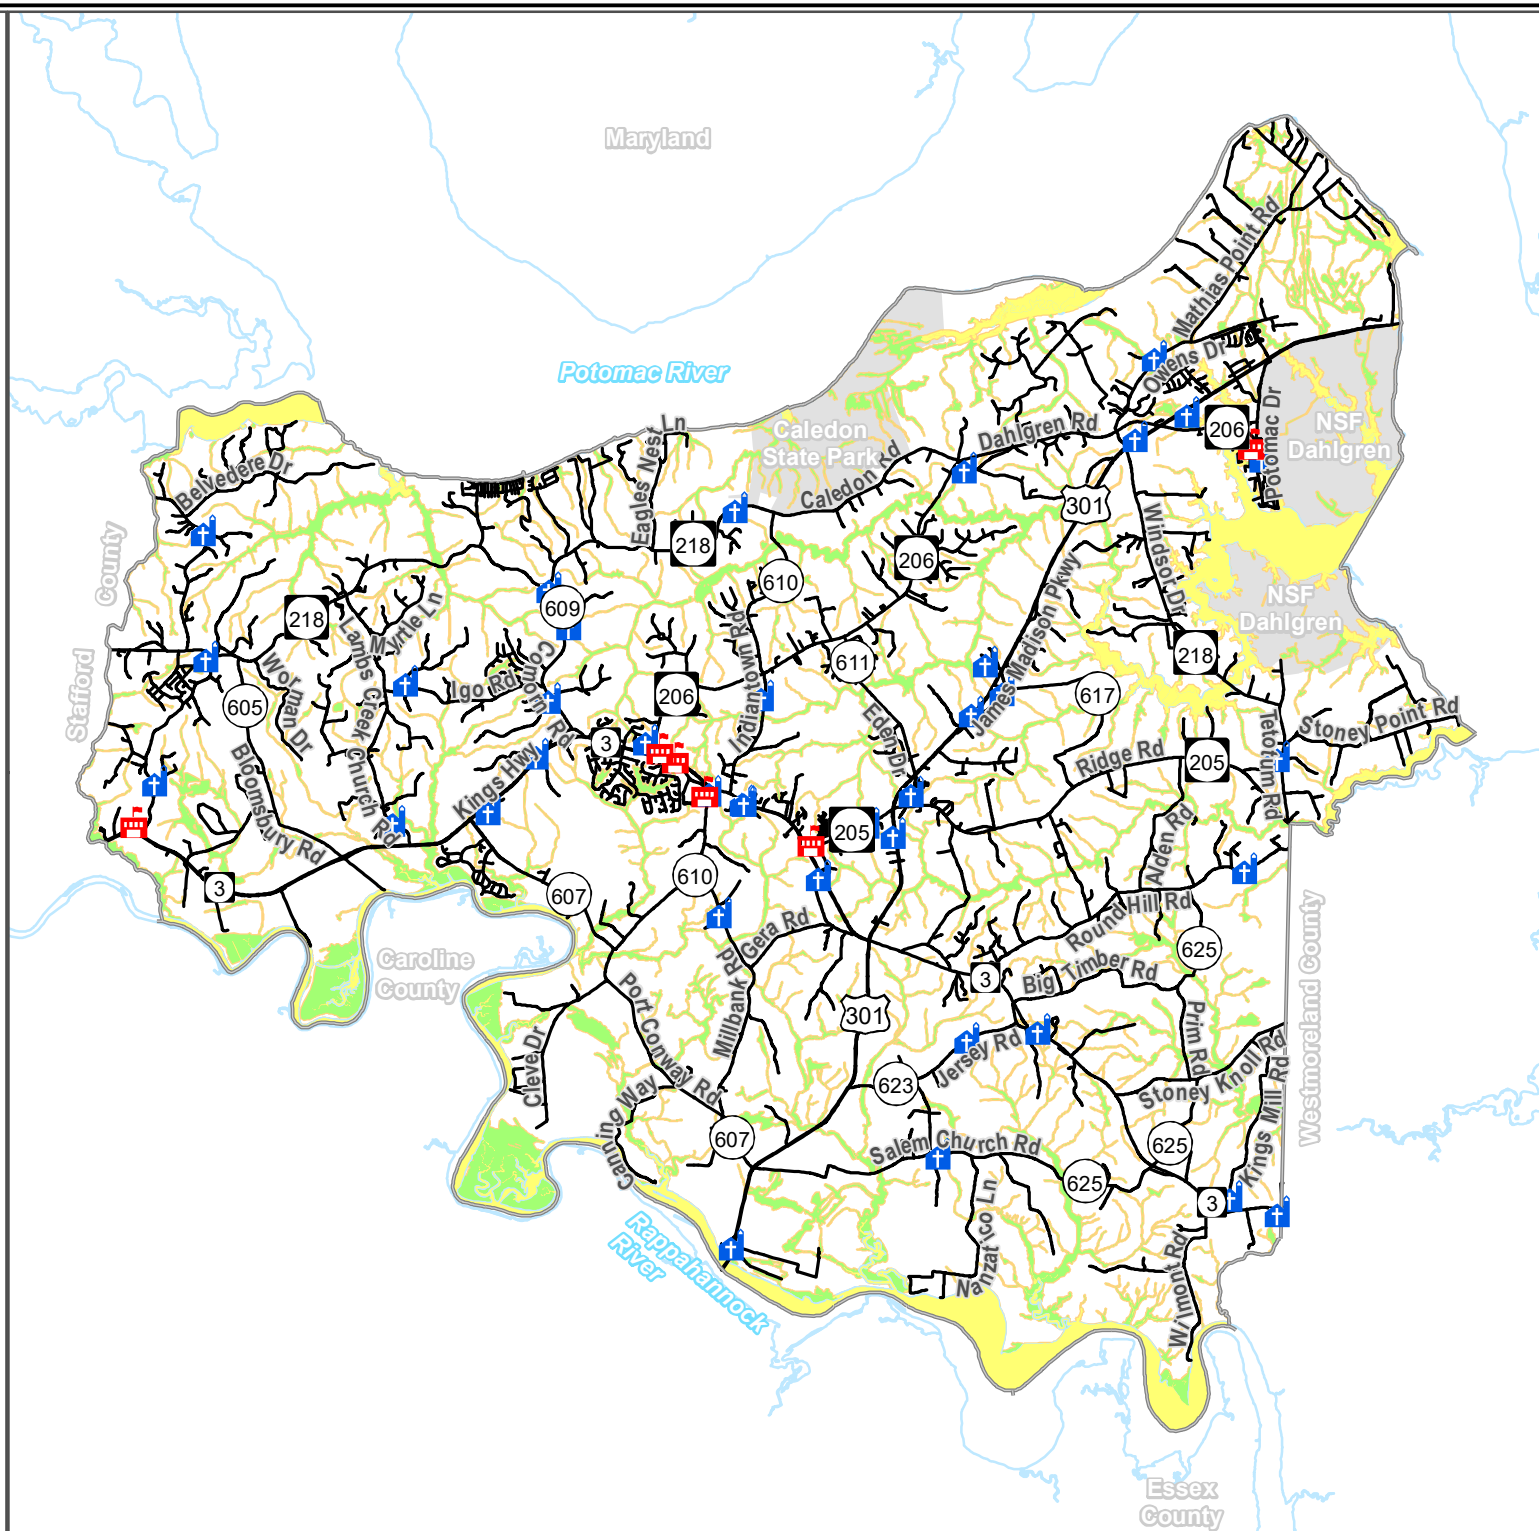 Maryland
Mathias Point Rd
Potomac River
Owens Dr
Potomac Dr
NSF
Dahlgren
206
Eagles Nest Ln
Caledon
State Park
Dahlgren Rd
Caledon Rd
Belvedere Dr
301
County
218
206
Windsor Dr
610
James Madison Pkwy
NSF
Dahlgren
609
218
Lambs Creek Church Rd
Myrtle Ln
Indiantown Rd
611
218
Stafford
Worman Dr
Comorn Rd
Igo Rd
206
617
605
Eden Dr
Tetotum Rd
Stoney Point Rd
3
Kings Hwy
Ridge Rd
205
Blomsbury Rd
205
Alden Rd
3
607
610
Round Hill Rd
Gera Rd
Westmoreland County
625
Caroline
County
Millbank Rd
3
Big Timber Rd
Port Conway Rd
301
Prim Rd
Cleve Dr
Jersey Rd
Stoney Knoll Rd
623
Kings Mill Rd
Canning Way
607
Salem Church Rd
625
625
3
Nanzatico Ln
Rappahannock
River
Wilmont Rd
Essex
County